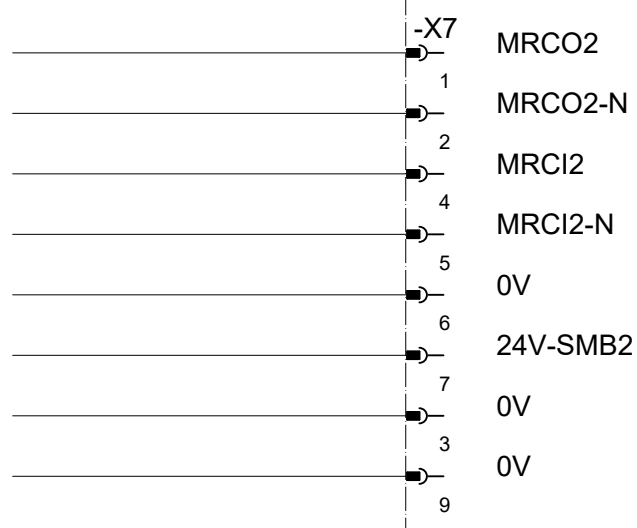 -X7
MRCO2
1
MRCO2-N
2
MRCI2
4
MRCI2-N
5
0V
6
24V-SMB2
7
0V
3
0V
9